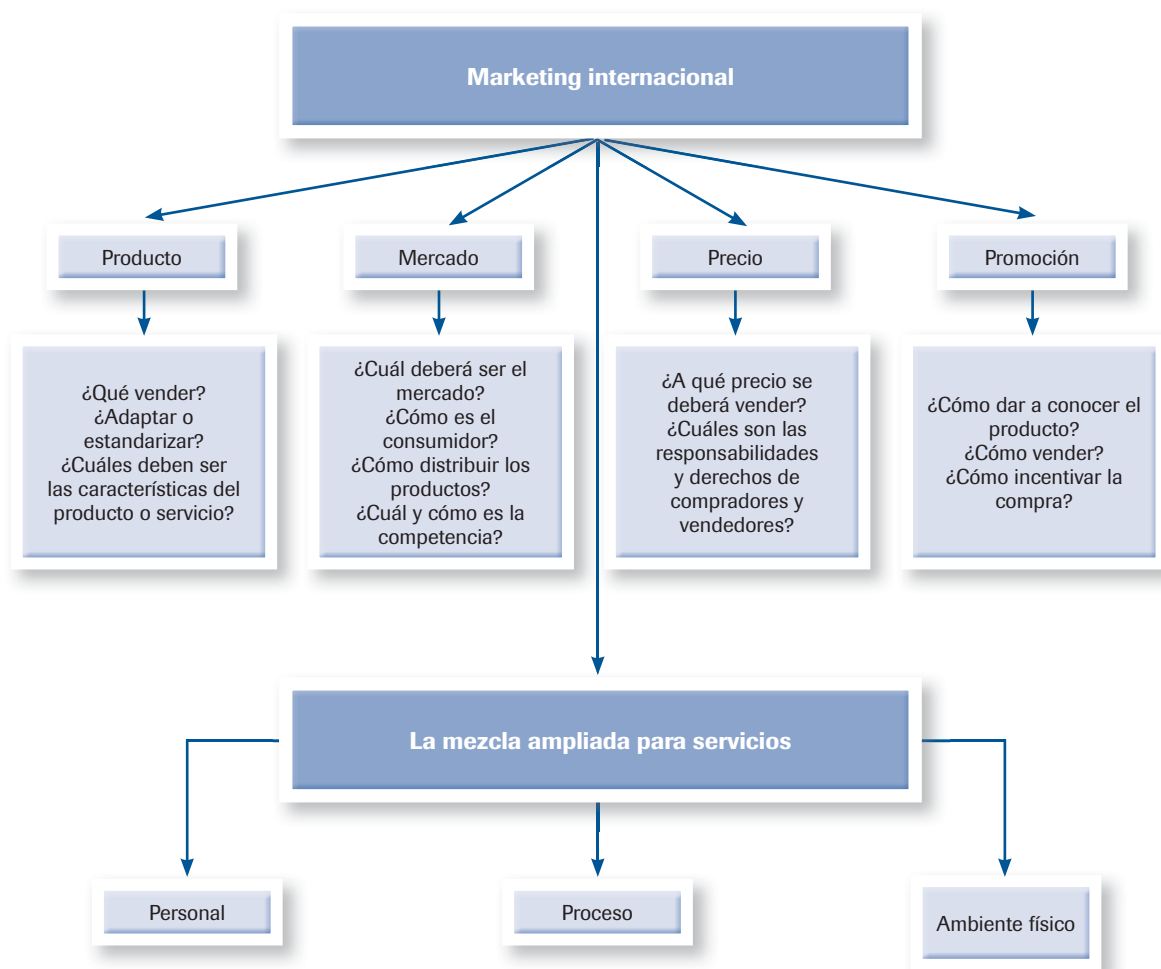 Marketing internacional
Producto
Mercado
Precio
Promoción
¿Qué vender?
¿Adaptar o
estandarizar?
¿Cuáles deben ser
las características del
producto o servicio?
¿Cuál deberá ser el
mercado?
¿Cómo es el
consumidor?
¿Cómo distribuir los
productos?
¿Cuál y cómo es la
competencia?
¿A qué precio se
deberá vender?
¿Cuáles son las
responsabilidades
y derechos de
compradores y
vendedores?
¿Cómo dar a conocer el
producto?
¿Cómo vender?
¿Cómo incentivar la
compra?
La mezcla ampliada para servicios
Personal
Proceso
Ambiente físico